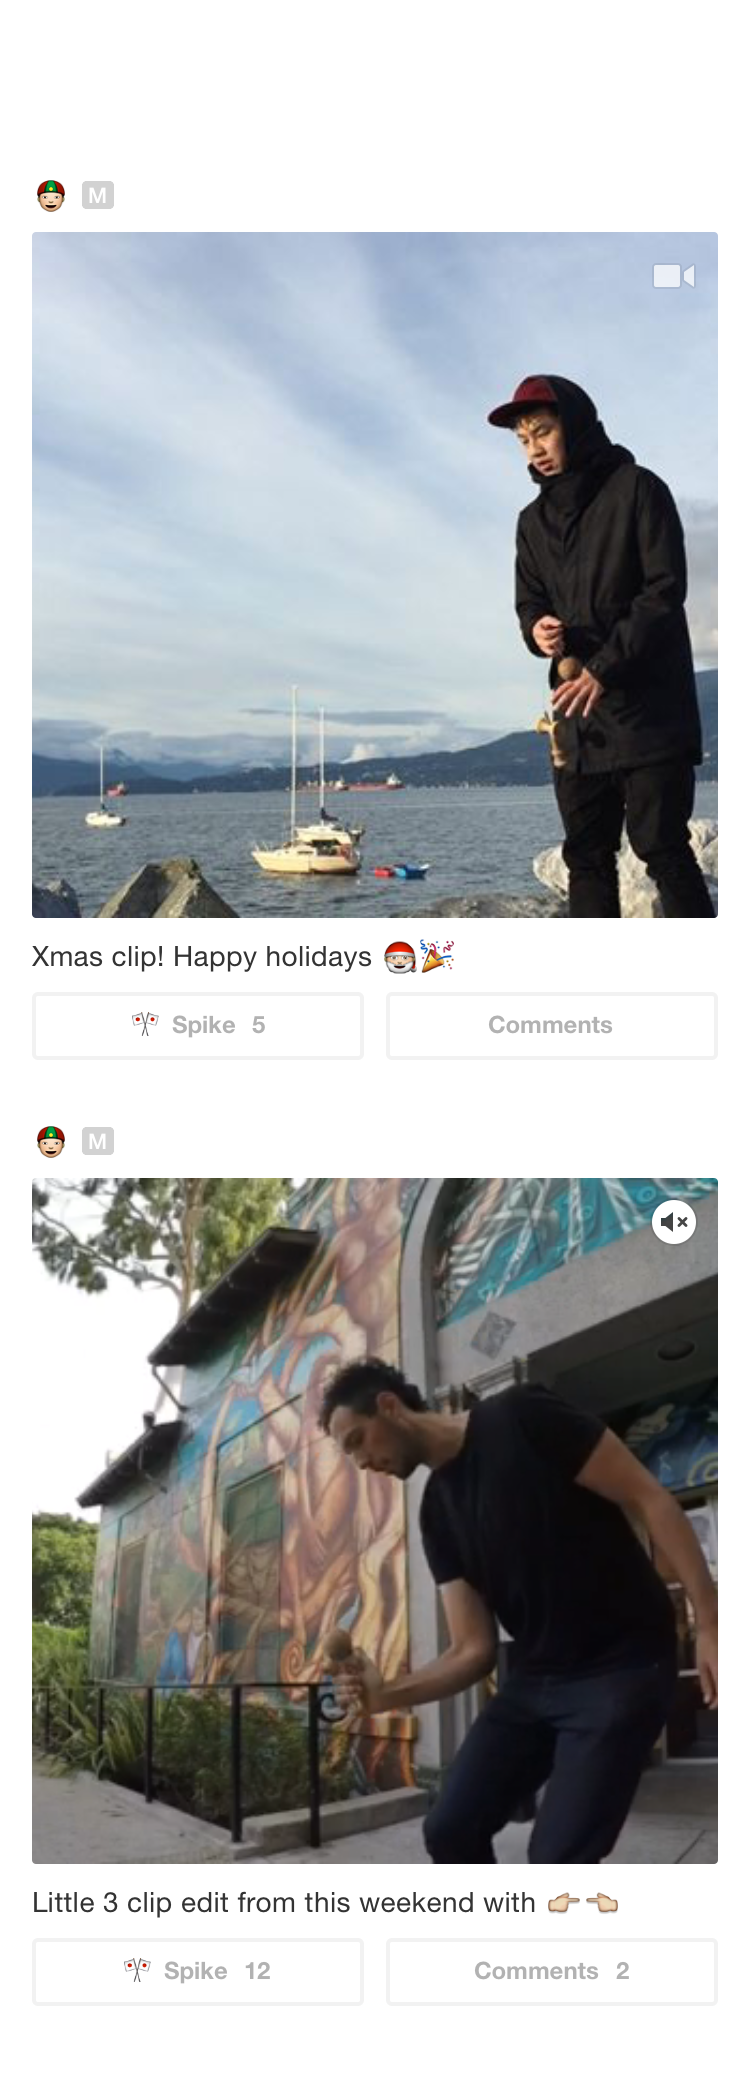 M
Xmas clip! Happy holidays 🎅🎉
🎌 Spike 5
Comments
M
Little 3 clip edit from this weekend with 👉👈
🎌 Spike 12
Comments 2